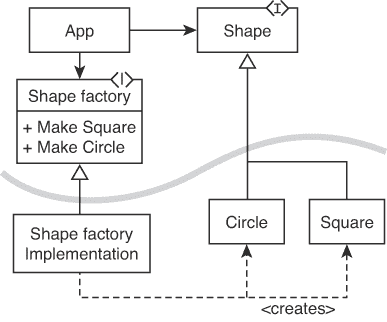 App
<I>
Shape
<I>
Shape factory
+ Make Square
+ Make Circle
Circle
Square
Shape factory
Implementation
<creates>